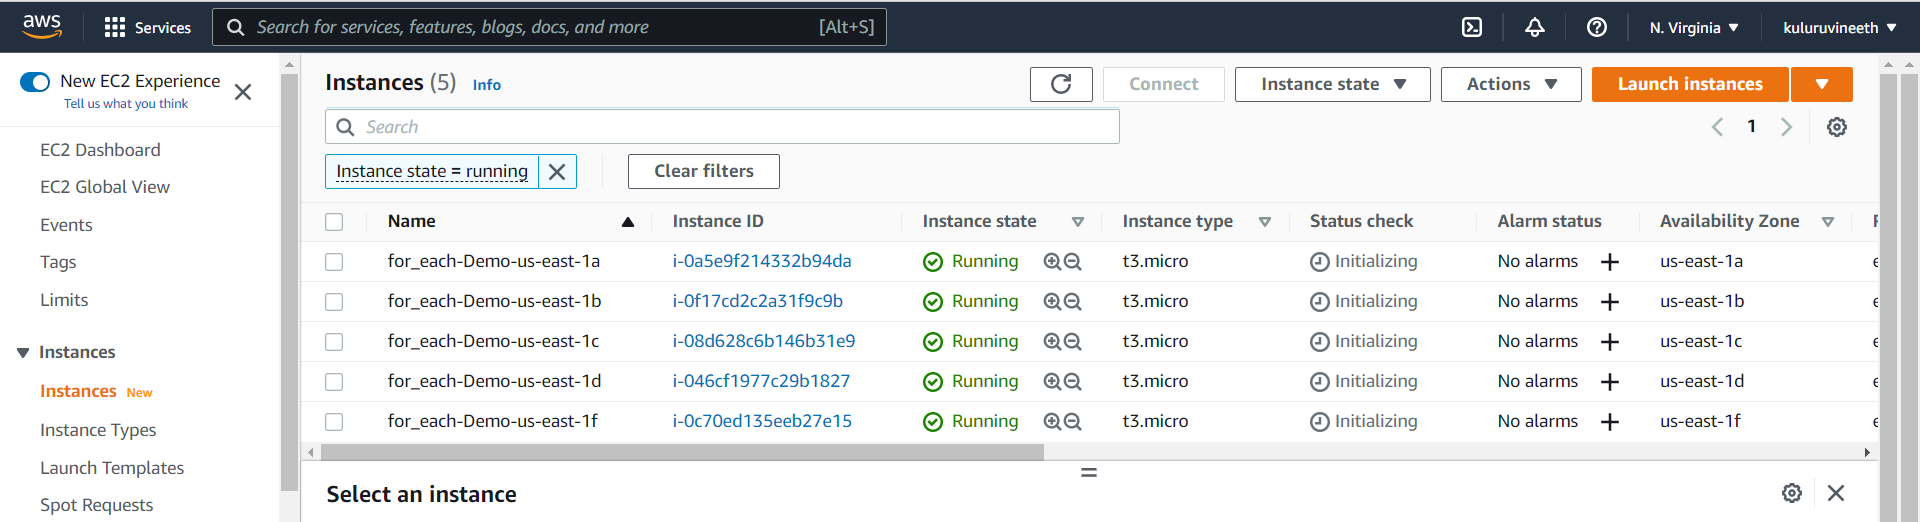 aws Services Search for services, features, blogs, docs, and more [Alt+S] N. Virginia kuluruvineeth
New EC2 Experience
Tell us what you think
EC2 Dashboard
EC2 Global View
Events
Tags
Limits
Instances
Instances New
Instance Types
Launch Templates
Spot Requests
Instances (5) Info Connect Instance state Actions Launch instances
Search 1
Instance state = running Clear filters
Name Instance ID Instance state Instance type Status check Alarm status Availability Zone
for_each-Demo-us-east-1a i-0a5e9f214332b94da Running t3.micro Initializing No alarms us-east-1a
for_each-Demo-us-east-1b i-0f17cd2c2a31f9c9b Running t3.micro Initializing No alarms us-east-1b
for_each-Demo-us-east-1c i-08d628c6b146b31e9 Running t3.micro Initializing No alarms us-east-1c
for_each-Demo-us-east-1d i-046cf1977c29b1827 Running t3.micro Initializing No alarms us-east-1d
for_each-Demo-us-east-1f i-0c70ed135eeb27e15 Running t3.micro Initializing No alarms us-east-1f
Select an instance